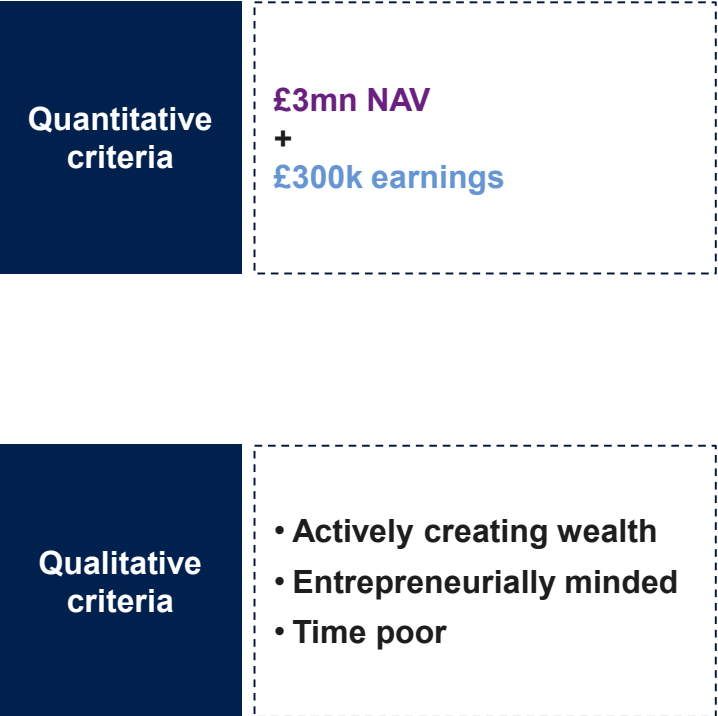 Quantitative
criteria
£3mn NAV
+
£300k earnings
Qualitative
criteria
• Actively creating wealth
• Entrepreneurially minded
• Time poor